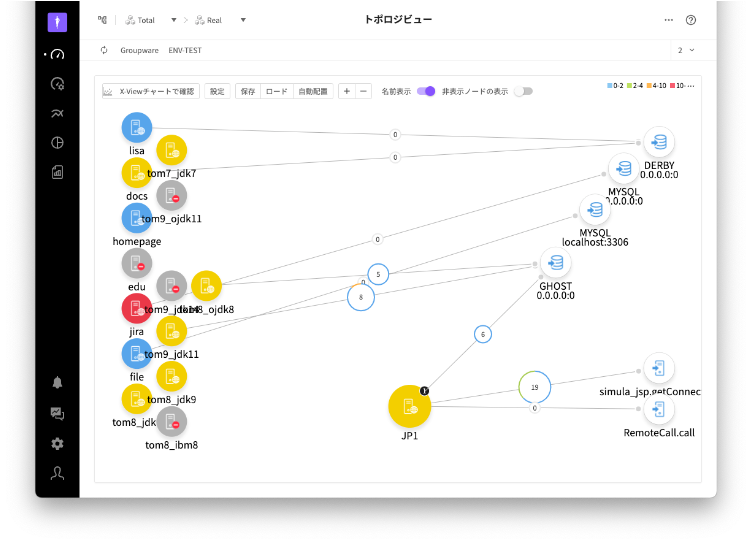 Total > Real
トポロジビュー
Groupware ENV-TEST
2
X-Viewチャートで確認 設定 保存 ロード 自動配置 + − 名前表示 非表示ノードの表示
0-2 2-4 4-10 10-...
lisa
tom7_jdk7
docs
tom9_ojdk11
homepage
edu
tom8_ojdk8
jira
tom9_jdk11
file
tom8_jdk9
tom8_jdk
tom8_ibm8
0
0
0
5
0
8
6
19
0
1
JP1
DERBY
0.0.0.0:0
MYSQL
0.0.0.0:0
MYSQL
localhost:3306
GHOST
0.0.0.0:0
simula_jsp.getConnec
RemoteCall.call